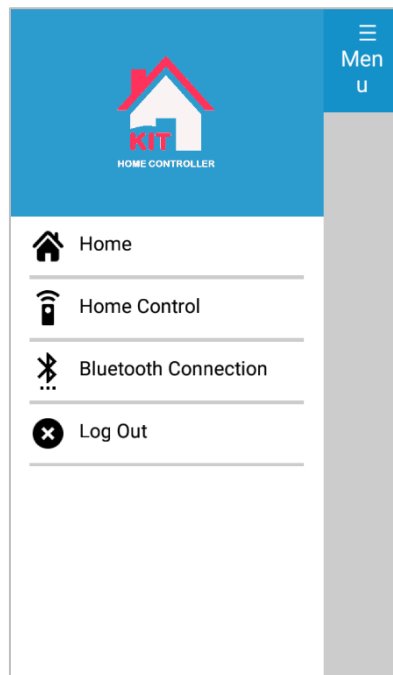 KIT
HOME CONTROLLER
Men
u
Home
Home Control
Bluetooth Connection
Log Out